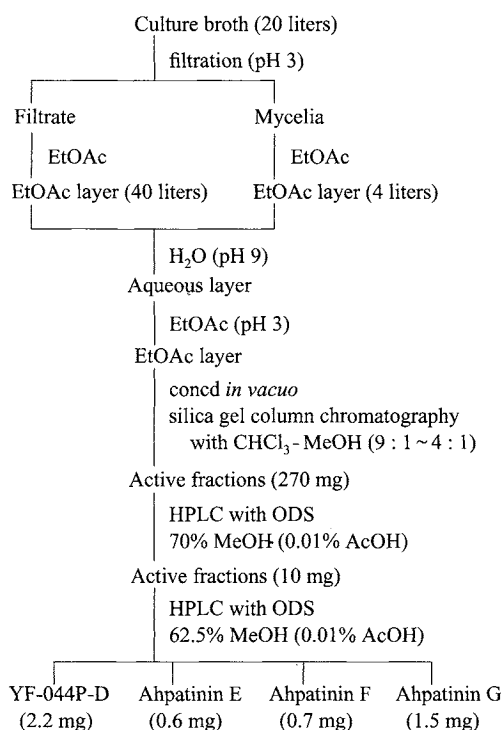 Culture broth (20 liters)
filtration (pH 3)
Filtrate
Mycelia
EtOAc
EtOAc
EtOAc layer (40 liters)
EtOAc layer (4 liters)
H₂O (pH 9)
Aqueous layer
EtOAc (pH 3)
EtOAc layer
concd in vacuo
silica gel column chromatography
with CHCl₃ - MeOH (9 : 1 ~ 4 : 1)
Active fractions (270 mg)
HPLC with ODS
70% MeOH- (0.01% AcOH)
Active fractions (10 mg)
HPLC with ODS
62.5% MeOH (0.01% AcOH)
YF-044P-D
(2.2 mg)
Ahpatinin E
(0.6 mg)
Ahpatinin F
(0.7 mg)
Ahpatinin G
(1.5 mg)